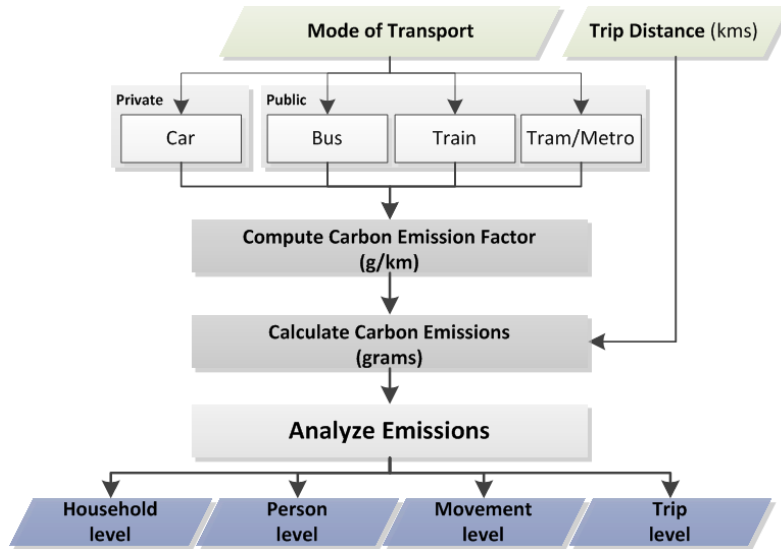 Mode of Transport
Trip Distance (kms)
Private
Public
Car
Bus
Train
Tram/Metro
Compute Carbon Emission Factor
(g/km)
Calculate Carbon Emissions
(grams)
Analyze Emissions
Household
level
Person
level
Movement
level
Trip
level